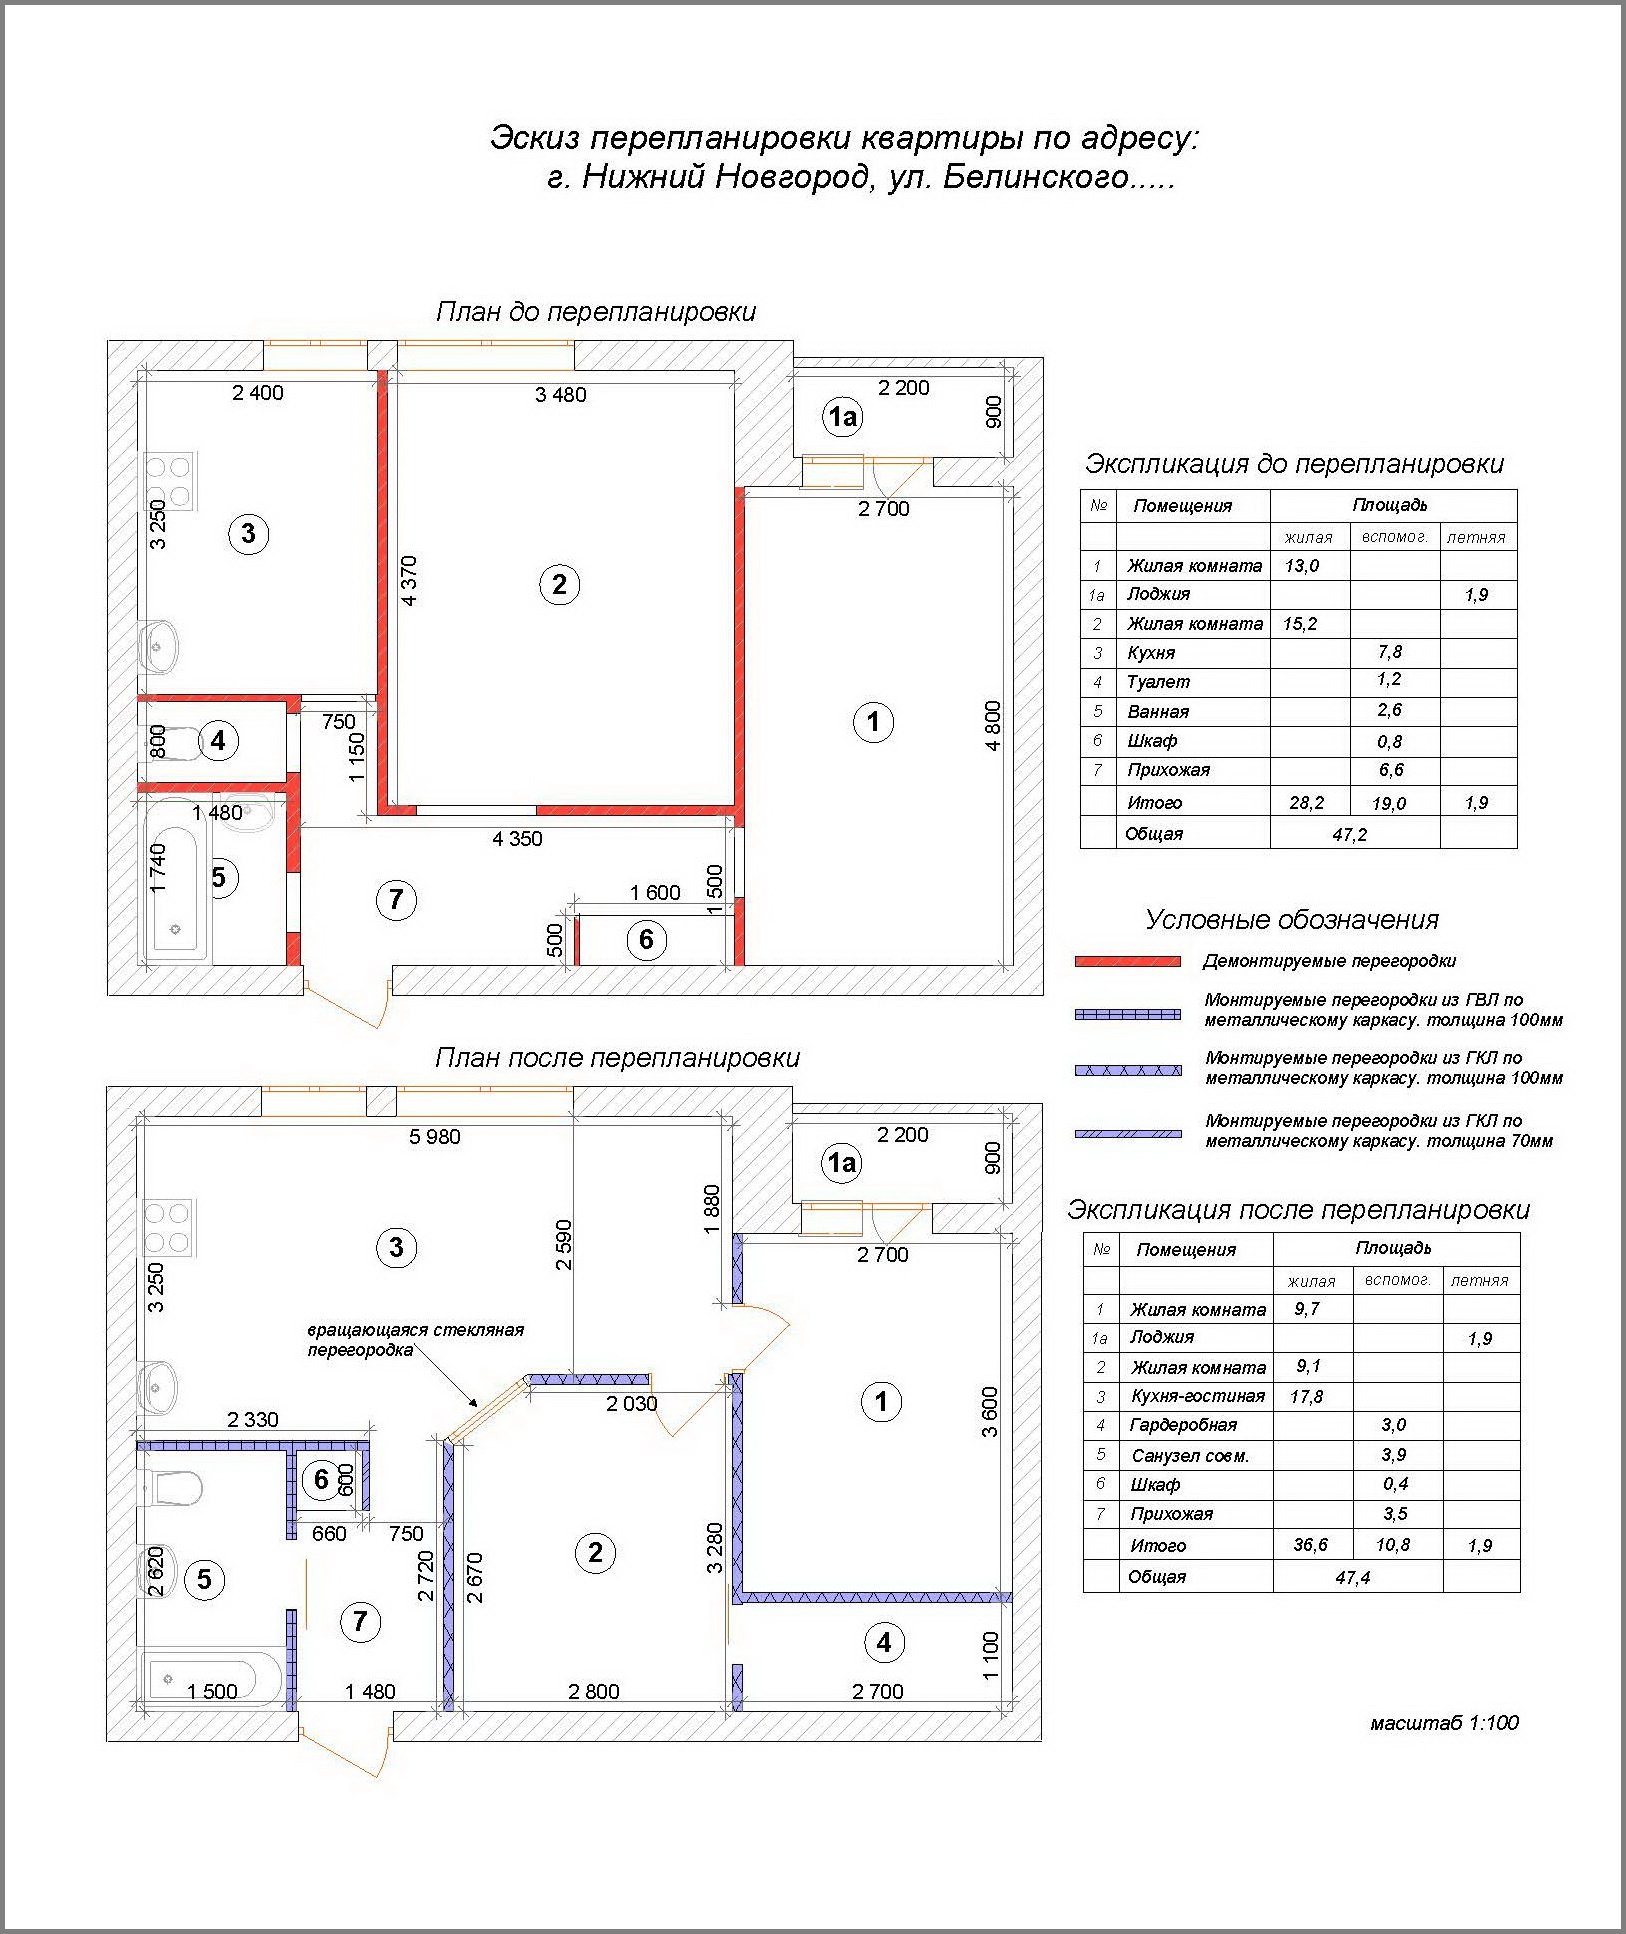 Эскиз перепланировки квартиры по адресу:
г. Нижний Новгород, ул. Белинского.....
План до перепланировки
2 400
3 480
2 200
900
1а
3 250
3
4 370
2
2 700
4 800
1
750
1 150
800
4
1 480
4 350
1 740
5
7
1 600
1 500
500
6
Экспликация до перепланировки
№ Помещения Площадь
жилая вспомог. летняя
1 Жилая комната 13,0
1а Лоджия 1,9
2 Жилая комната 15,2
3 Кухня 7,8
4 Туалет 1,2
5 Ванная 2,6
6 Шкаф 0,8
7 Прихожая 6,6
Итого 28,2 19,0 1,9
Общая 47,2
Условные обозначения
Демонтируемые перегородки
Монтируемые перегородки из ГВЛ по
металлическому каркасу. толщина 100мм
Монтируемые перегородки из ГКЛ по
металлическому каркасу. толщина 100мм
Монтируемые перегородки из ГКЛ по
металлическому каркасу. толщина 70мм
План после перепланировки
5 980
2 200
900
1а
1 880
2 590
3
3 250
2 700
вращающаяся стекляная
перегородка
2 330
2 030
1
3 600
6
600
660
750
2 720
2 670
3 280
2
2 620
5
7
4
1 100
1 500
1 480
2 800
2 700
Экспликация после перепланировки
№ Помещения Площадь
жилая вспомог. летняя
1 Жилая комната 9,7
1а Лоджия 1,9
2 Жилая комната 9,1
3 Кухня-гостиная 17,8
4 Гардеробная 3,0
5 Санузел совм. 3,9
6 Шкаф 0,4
7 Прихожая 3,5
Итого 36,6 10,8 1,9
Общая 47,4
масштаб 1:100